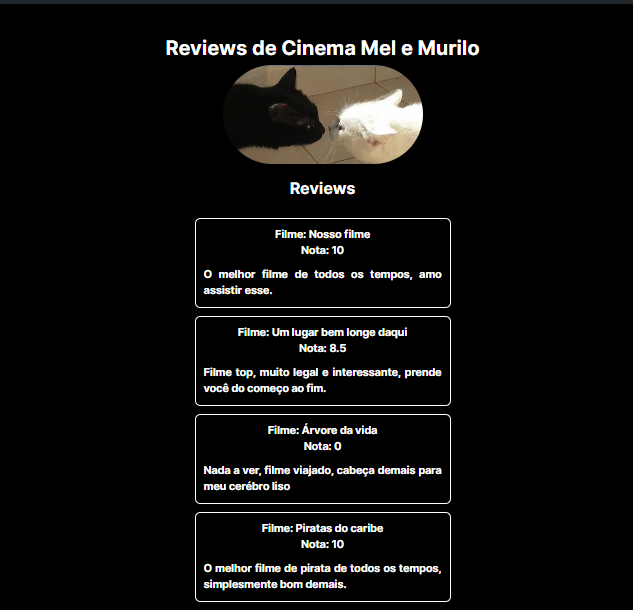 Reviews de Cinema Mel e Murilo
Reviews
Filme: Nosso filme
Nota: 10
O melhor filme de todos os tempos, amo
assistir esse.
Filme: Um lugar bem longe daqui
Nota: 8.5
Filme top, muito legal e interessante, prende
você do começo ao fim.
Filme: Árvore da vida
Nota: 0
Nada a ver, filme viajado, cabeça demais para
meu cerébro liso
Filme: Piratas do caribe
Nota: 10
O melhor filme de pirata de todos os tempos,
simplesmente bom demais.